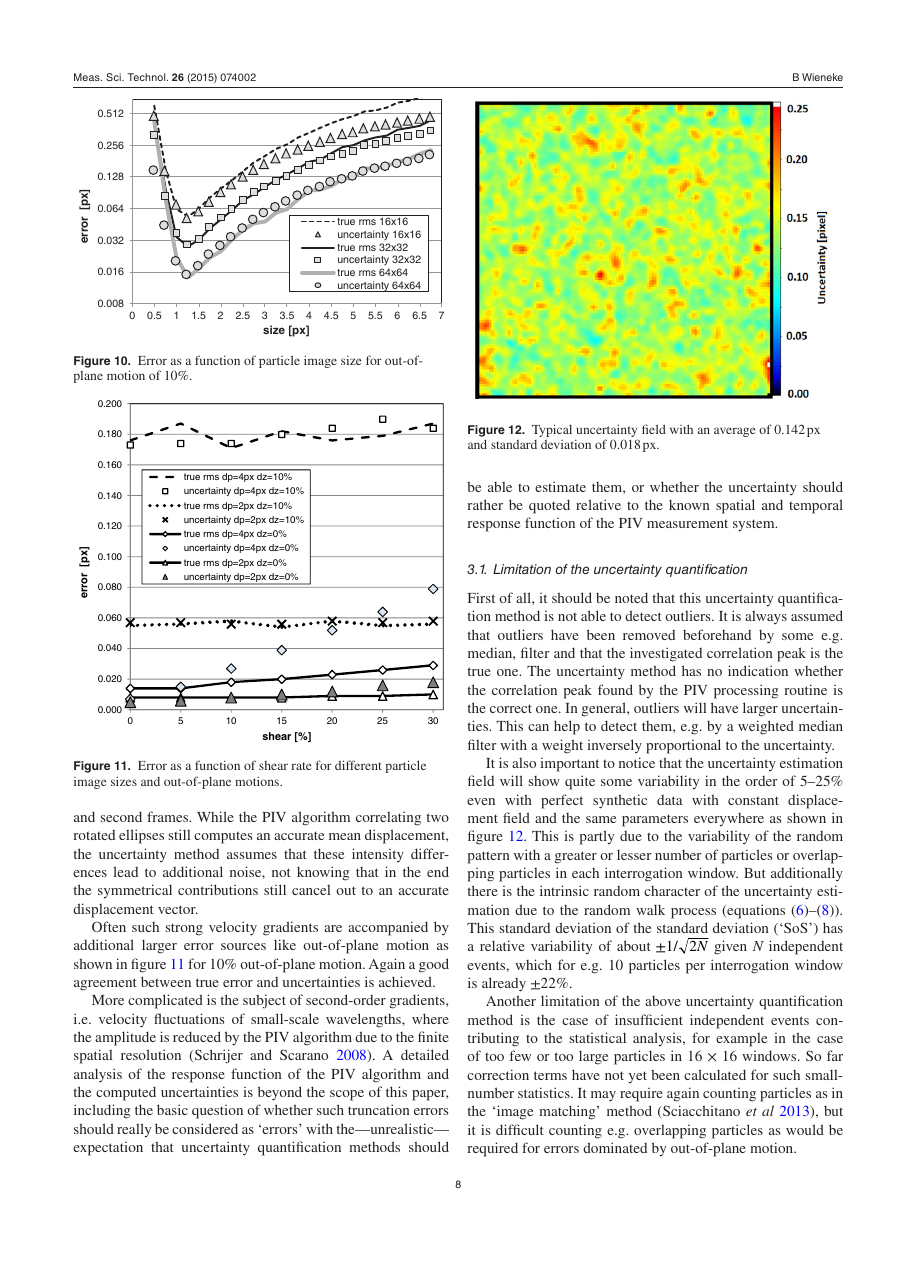 Meas. Sci. Technol. 26 (2015) 074002
B Wieneke
0.512
0.256
0.128
0.064
0.032
0.016
0.008
error [px]
true rms 16x16
uncertainty 16x16
true rms 32x32
uncertainty 32x32
true rms 64x64
uncertainty 64x64
0 0.5 1 1.5 2 2.5 3 3.5 4 4.5 5 5.5 6 6.5 7
size [px]
Figure 10. Error as a function of particle image size for out-of-
plane motion of 10%.
0.200
0.180
0.160
0.140
0.120
0.100
0.080
0.060
0.040
0.020
0.000
error [px]
true rms dp=4px dz=10%
uncertainty dp=4px dz=10%
true rms dp=2px dz=10%
uncertainty dp=2px dz=10%
true rms dp=4px dz=0%
uncertainty dp=4px dz=0%
true rms dp=2px dz=0%
uncertainty dp=2px dz=0%
0 5 10 15 20 25 30
shear [%]
Figure 11. Error as a function of shear rate for different particle
image sizes and out-of-plane motions.
and second frames. While the PIV algorithm correlating two
rotated ellipses still computes an accurate mean displacement,
the uncertainty method assumes that these intensity differ-
ences lead to additional noise, not knowing that in the end
the symmetrical contributions still cancel out to an accurate
displacement vector.
Often such strong velocity gradients are accompanied by
additional larger error sources like out-of-plane motion as
shown in figure 11 for 10% out-of-plane motion. Again a good
agreement between true error and uncertainties is achieved.
More complicated is the subject of second-order gradients,
i.e. velocity fluctuations of small-scale wavelengths, where
the amplitude is reduced by the PIV algorithm due to the finite
spatial resolution (Schrijer and Scarano 2008). A detailed
analysis of the response function of the PIV algorithm and
the computed uncertainties is beyond the scope of this paper,
including the basic question of whether such truncation errors
should really be considered as ‘errors’ with the—unrealistic—
expectation that uncertainty quantification methods should
0.25
0.20
0.15
0.10
0.05
0.00
Uncertainty [pixel]
Figure 12. Typical uncertainty field with an average of 0.142 px
and standard deviation of 0.018 px.
be able to estimate them, or whether the uncertainty should
rather be quoted relative to the known spatial and temporal
response function of the PIV measurement system.
3.1. Limitation of the uncertainty quantification
First of all, it should be noted that this uncertainty quantifica-
tion method is not able to detect outliers. It is always assumed
that outliers have been removed beforehand by some e.g.
median, filter and that the investigated correlation peak is the
true one. The uncertainty method has no indication whether
the correlation peak found by the PIV processing routine is
the correct one. In general, outliers will have larger uncertain-
ties. This can help to detect them, e.g. by a weighted median
filter with a weight inversely proportional to the uncertainty.
It is also important to notice that the uncertainty estimation
field will show quite some variability in the order of 5–25%
even with perfect synthetic data with constant displace-
ment field and the same parameters everywhere as shown in
figure 12. This is partly due to the variability of the random
pattern with a greater or lesser number of particles or overlap-
ping particles in each interrogation window. But additionally
there is the intrinsic random character of the uncertainty esti-
mation due to the random walk process (equations (6)–(8)).
This standard deviation of the standard deviation (‘SoS’) has
a relative variability of about ±1/√2N given N independent
events, which for e.g. 10 particles per interrogation window
is already ±22%.
Another limitation of the above uncertainty quantification
method is the case of insufficient independent events con-
tributing to the statistical analysis, for example in the case
of too few or too large particles in 16 × 16 windows. So far
correction terms have not yet been calculated for such small-
number statistics. It may require again counting particles as in
the ‘image matching’ method (Sciacchitano et al 2013), but
it is difficult counting e.g. overlapping particles as would be
required for errors dominated by out-of-plane motion.
8